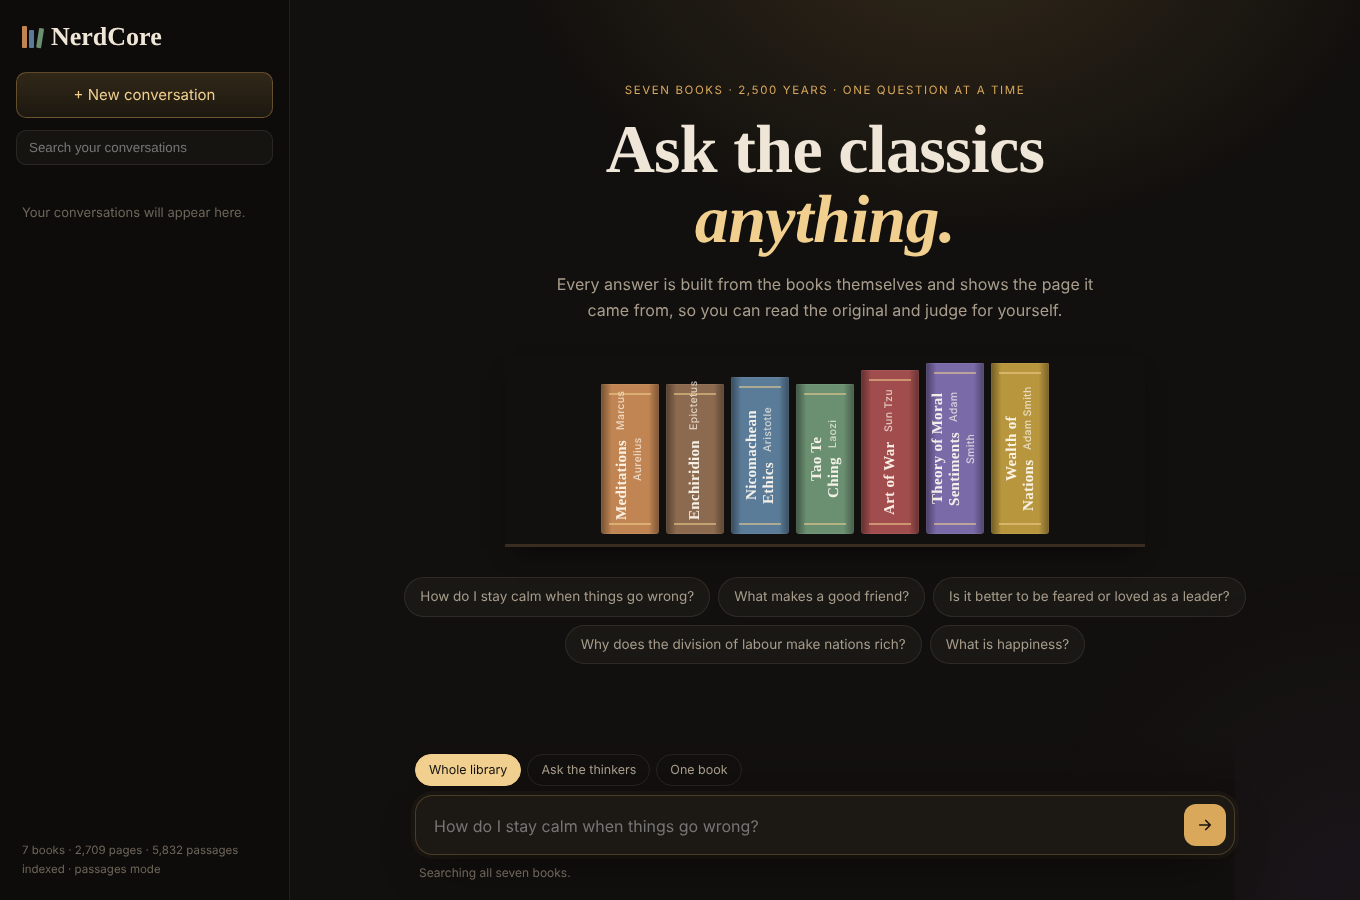 NerdCore
+ New conversation
Search your conversations
Your conversations will appear here.
7 books · 2,709 pages · 5,832 passages
indexed · passages mode
SEVEN BOOKS · 2,500 YEARS · ONE QUESTION AT A TIME
Ask the classics
anything.
Every answer is built from the books themselves and shows the page it
came from, so you can read the original and judge for yourself.
Meditations Marcus
Aurelius
Enchiridion Epictetus
Nicomachean
Ethics Aristotle
Tao Te
Ching Laozi
Art of War Sun Tzu
Theory of Moral
Sentiments Adam
Smith
Wealth of
Nations Adam Smith
How do I stay calm when things go wrong?
What makes a good friend?
Is it better to be feared or loved as a leader?
Why does the division of labour make nations rich?
What is happiness?
Whole library
Ask the thinkers
One book
How do I stay calm when things go wrong?
Searching all seven books.